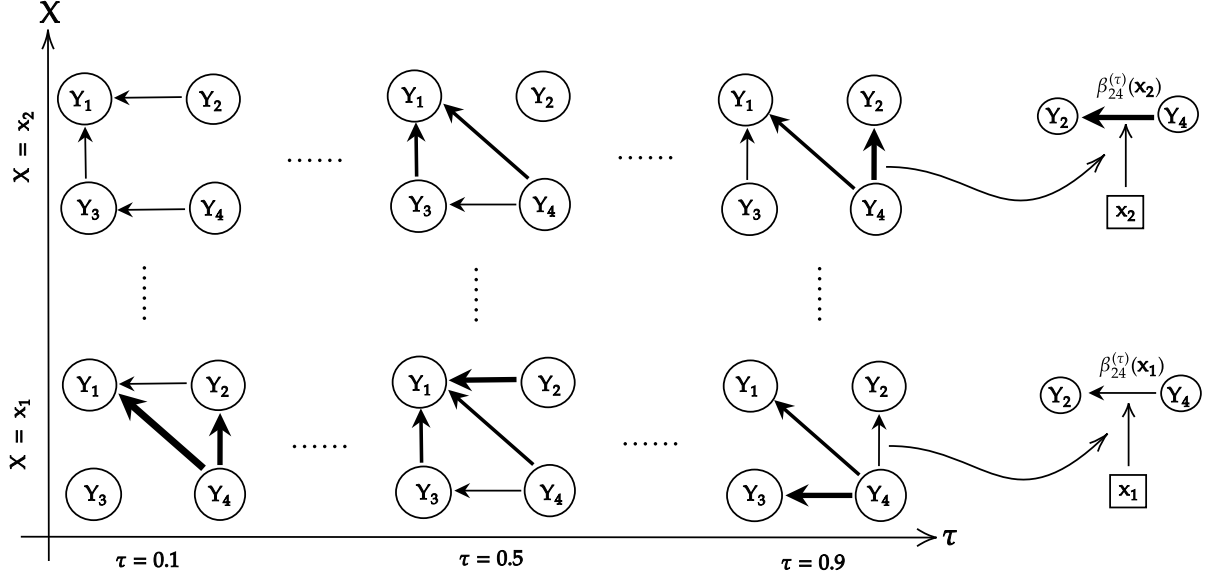 X
Y₁ Y₂ Y₁ Y₂ Y₁ Y₂
β₂₄^(τ)(x₂)
Y₂ Y₄
X = x₂
...... ......
Y₃ Y₄ Y₃ Y₄ Y₃ Y₄
x₂
...... ...... ......
Y₁ Y₂ Y₁ Y₂ Y₁ Y₂
β₂₄^(τ)(x₁)
Y₂ Y₄
X = x₁
...... ......
Y₃ Y₄ Y₃ Y₄ Y₃ Y₄
x₁
τ
τ = 0.1 τ = 0.5 τ = 0.9